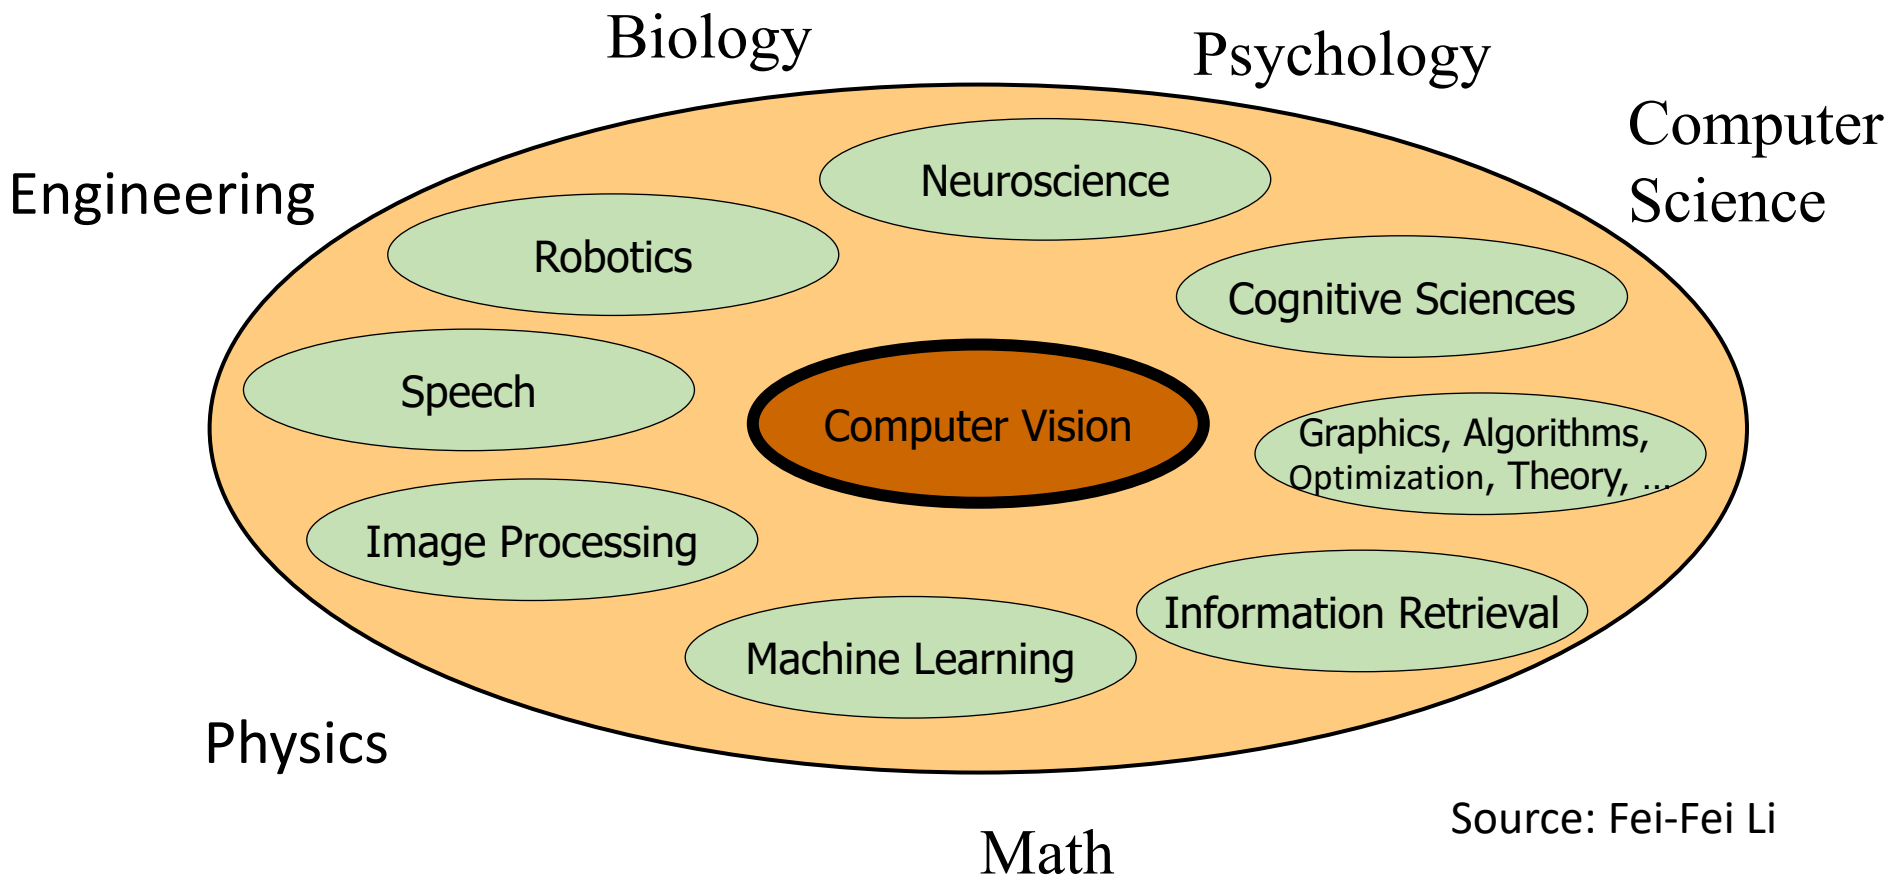 Biology
Psychology
Computer
Science
Engineering
Neuroscience
Robotics
Cognitive Sciences
Speech
Computer Vision
Graphics, Algorithms,
Optimization, Theory, ...
Image Processing
Information Retrieval
Machine Learning
Physics
Source: Fei-Fei Li
Math